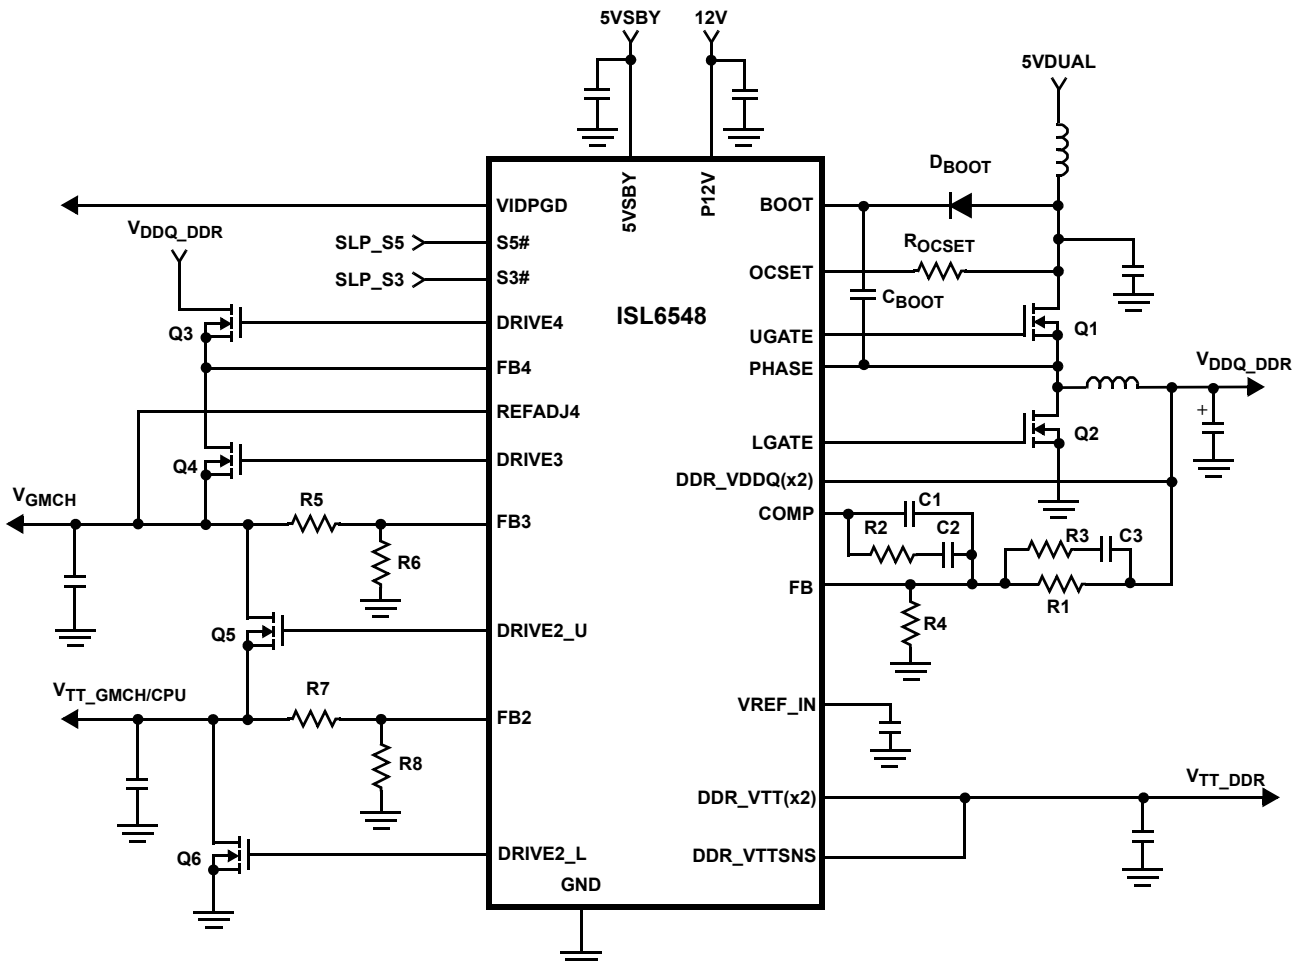 5VSBY
12V
5VDUAL
DBOOT
5VSBY
P12V
VIDPGD
BOOT
VDDQ_DDR
SLP_S5
S5#
ROCSET
SLP_S3
S3#
OCSET
CBOOT
ISL6548
Q3
DRIVE4
UGATE
Q1
FB4
PHASE
VDDQ_DDR
REFADJ4
+
Q4
DRIVE3
LGATE
Q2
DDR_VDDQ(x2)
VGMCH
R5
FB3
COMP
C1
R2
C2
R3
C3
R6
FB
R1
R4
Q5
DRIVE2_U
VTT_GMCH/CPU
R7
FB2
VREF_IN
R8
DDR_VTT(x2)
VTT_DDR
Q6
DRIVE2_L
DDR_VTTSNS
GND